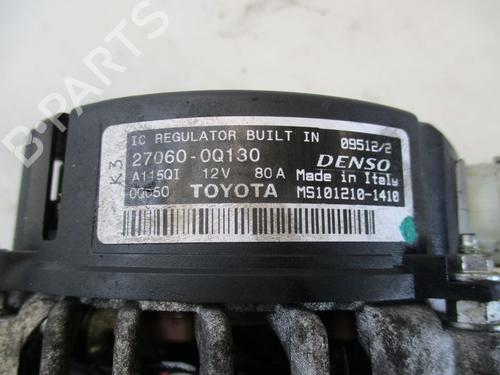 IC REGULATOR BUILT IN 09512/2
K3
27060-0Q130 DENSO
A115QI 12V 80A Made in Italy
0Q050 TOYOTA MS101210-1410
B-Parts